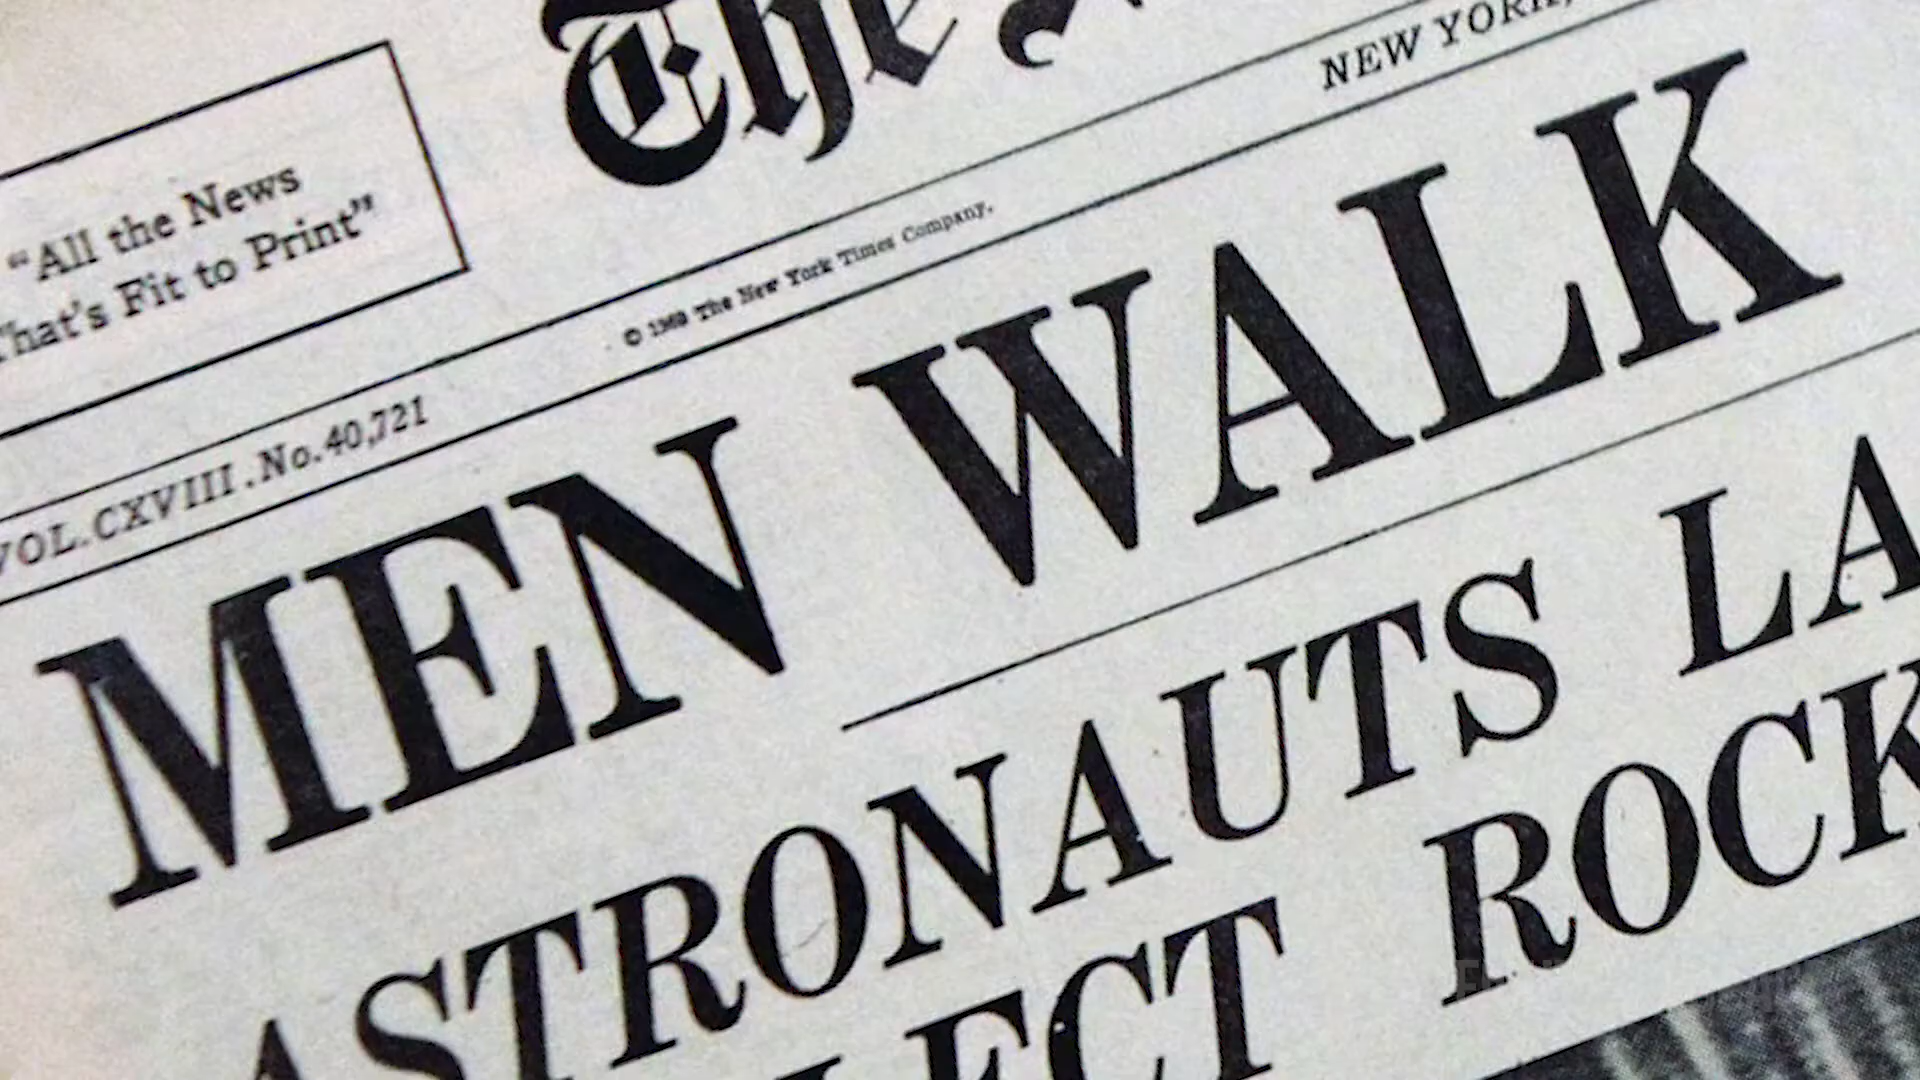 The
"All the News
That's Fit to Print"
NEW YORK,
© 1969 The New York Times Company.
VOL. CXVIII. No. 40,721
MEN WALK
ASTRONAUTS LA
LECT ROCK